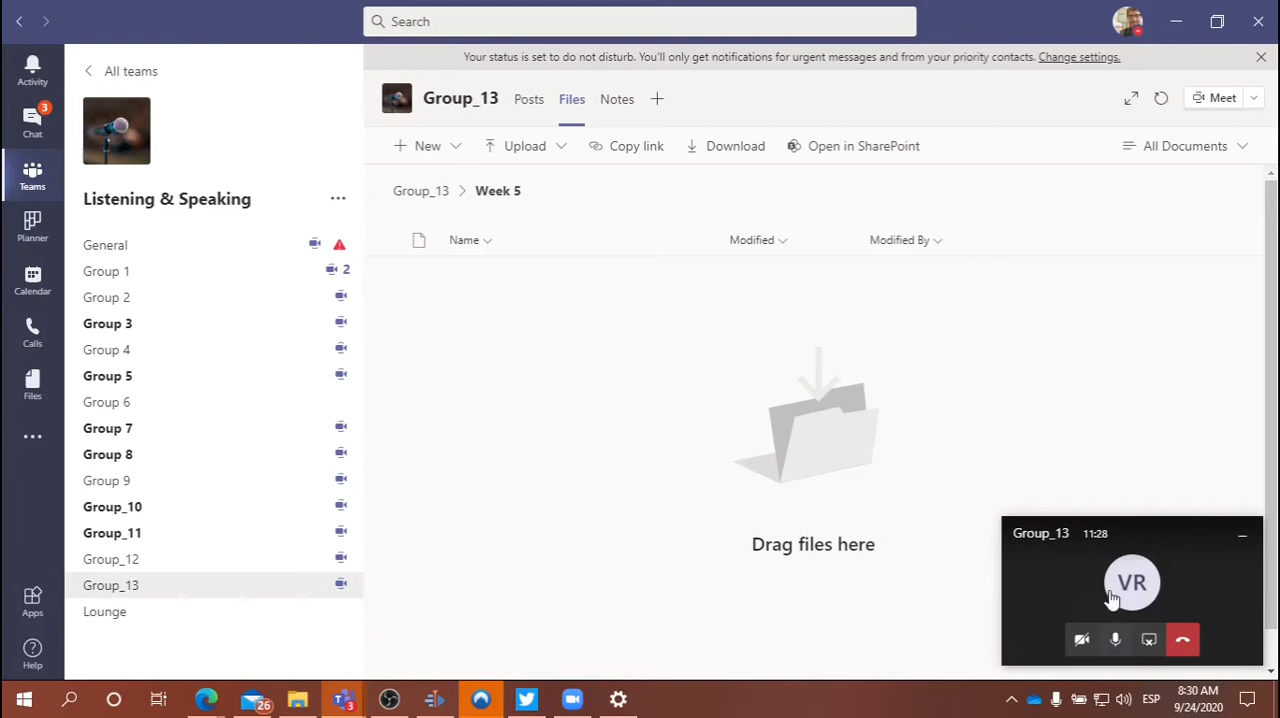 Search
Your status is set to do not disturb. You'll only get notifications for urgent messages and from your priority contacts. Change settings.
Activity
Chat
3
Teams
Planner
Calendar
Calls
Files
Apps
Help
All teams
Listening & Speaking
General
Group 1
2
Group 2
Group 3
Group 4
Group 5
Group 6
Group 7
Group 8
Group 9
Group_10
Group_11
Group_12
Group_13
Lounge
Group_13 Posts Files Notes
Meet
New Upload Copy link Download Open in SharePoint All Documents
Group_13 > Week 5
Name Modified Modified By
Drag files here
Group_13 11:28
VR
26
3
ESP
8:30 AM
9/24/2020